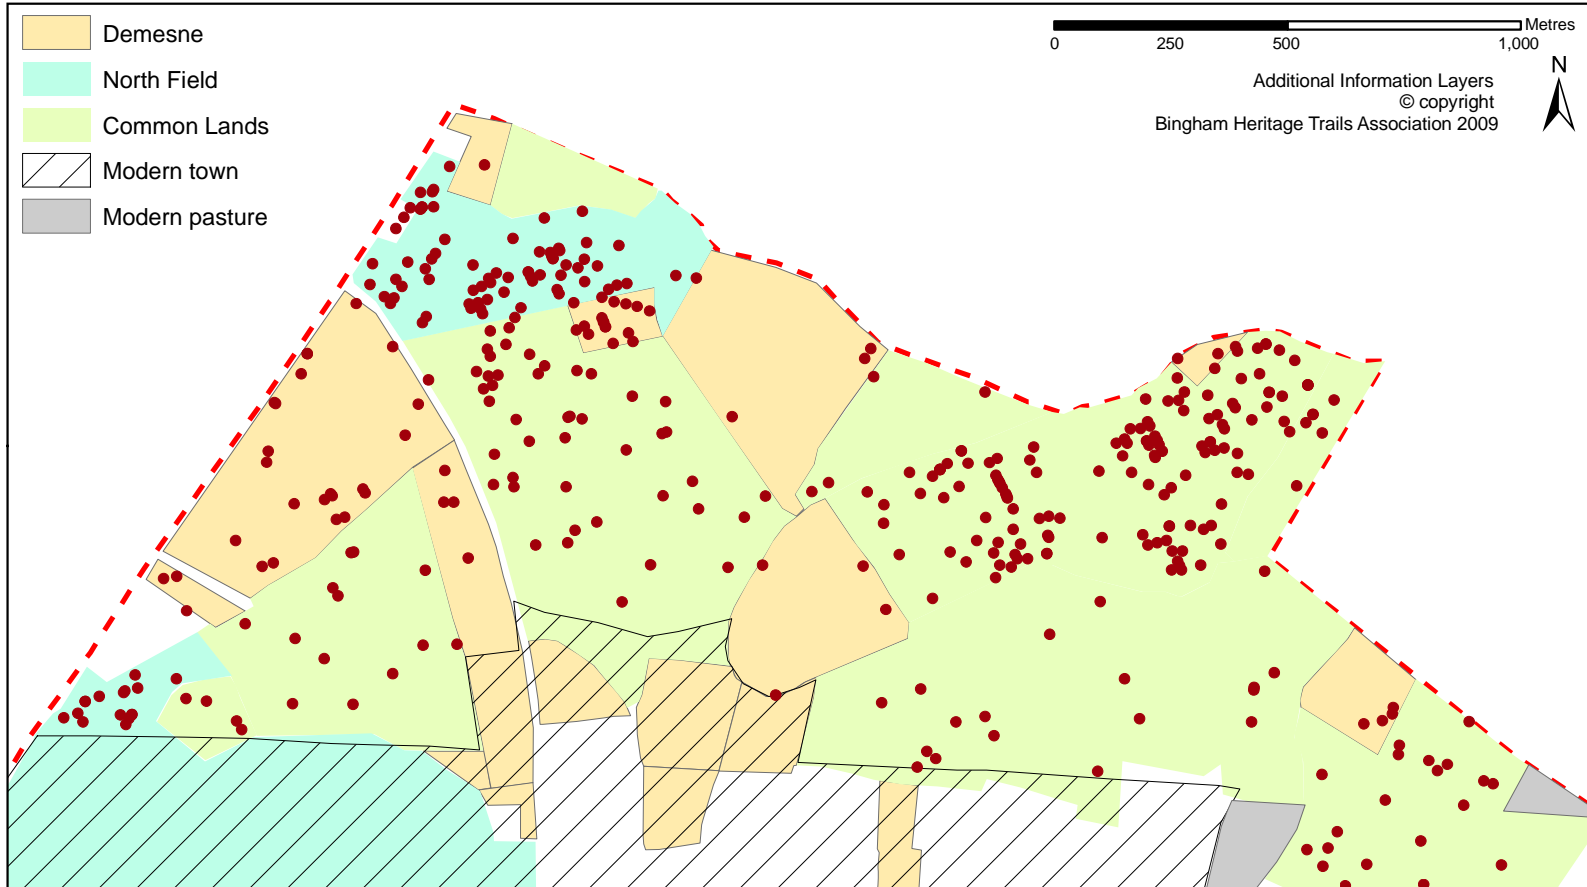 Demesne
North Field
Common Lands
Modern town
Modern pasture
Metres
0 250 500 1,000
N
Additional Information Layers
© copyright
Bingham Heritage Trails Association 2009